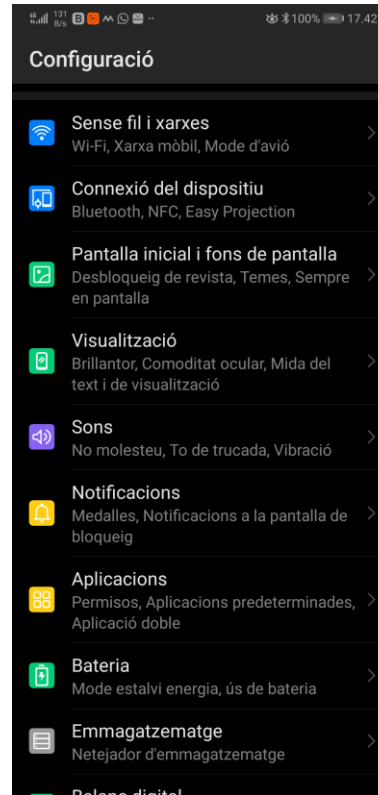 131
B/s
100% 17.42
Configuració
Sense fil i xarxes
Wi-Fi, Xarxa mòbil, Mode d'avió
Connexió del dispositiu
Bluetooth, NFC, Easy Projection
Pantalla inicial i fons de pantalla
Desbloqueig de revista, Temes, Sempre
en pantalla
Visualització
Brillantor, Comoditat ocular, Mida del
text i de visualització
Sons
No molesteu, To de trucada, Vibració
Notificacions
Medalles, Notificacions a la pantalla de
bloqueig
Aplicacions
Permisos, Aplicacions predeterminades,
Aplicació doble
Bateria
Mode estalvi energia, ús de bateria
Emmagatzematge
Netejador d'emmagatzematge